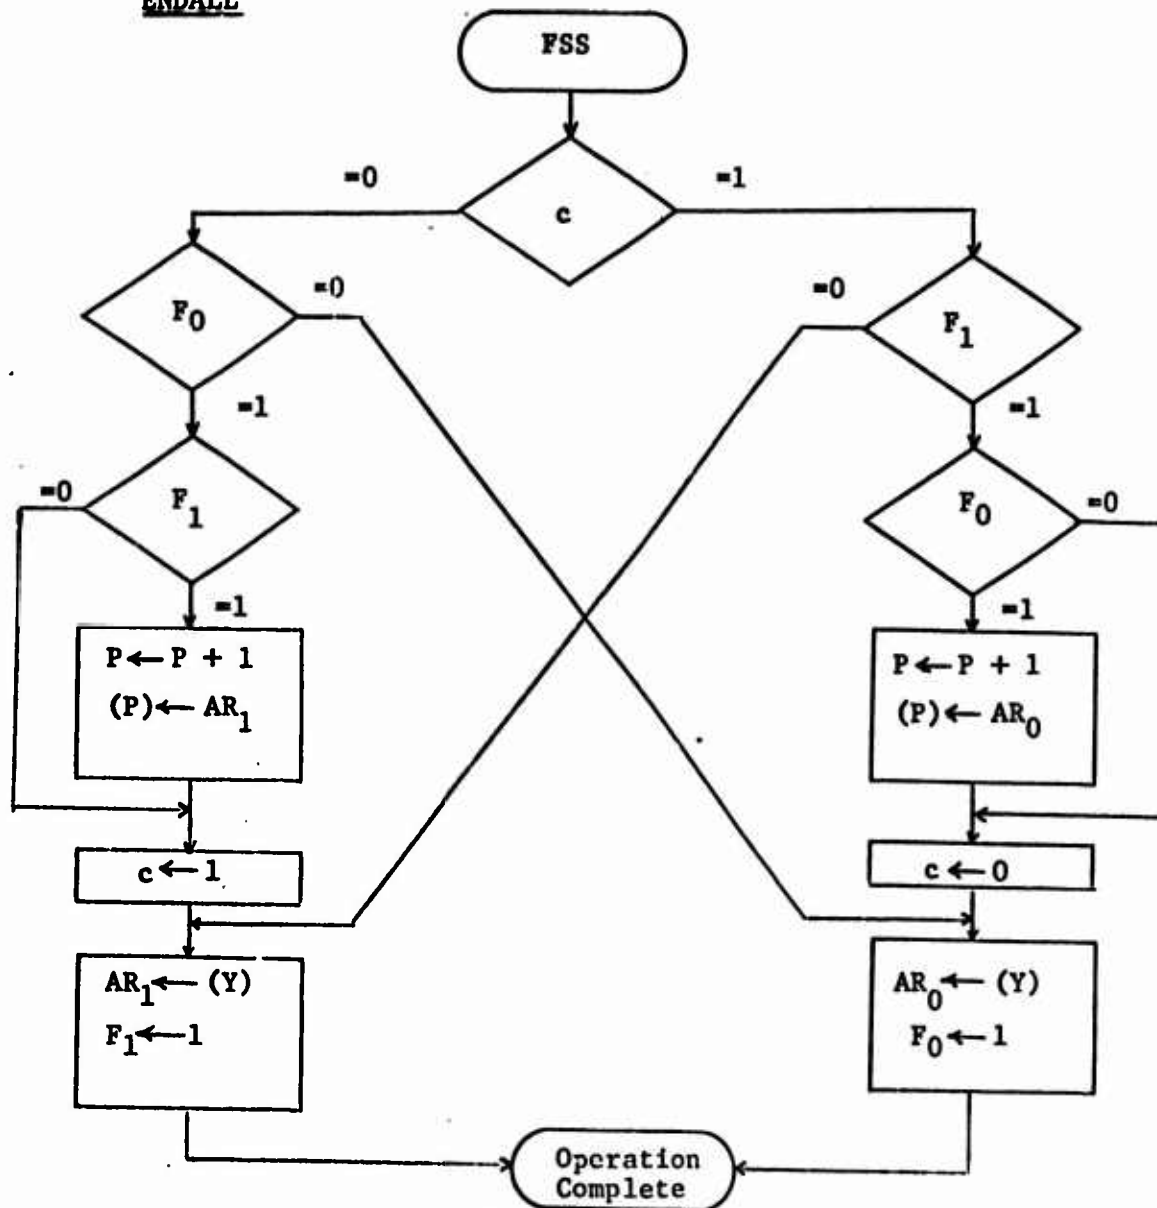 ENDALL
FSS
=0
=1
c
F0
=0
=0
F1
=1
=1
=0
F1
F0
=0
=1
=1
P ← P + 1
(P) ← AR1
P ← P + 1
(P) ← AR0
c ← 1
c ← 0
AR1 ← (Y)
F1 ← 1
AR0 ← (Y)
F0 ← 1
Operation
Complete